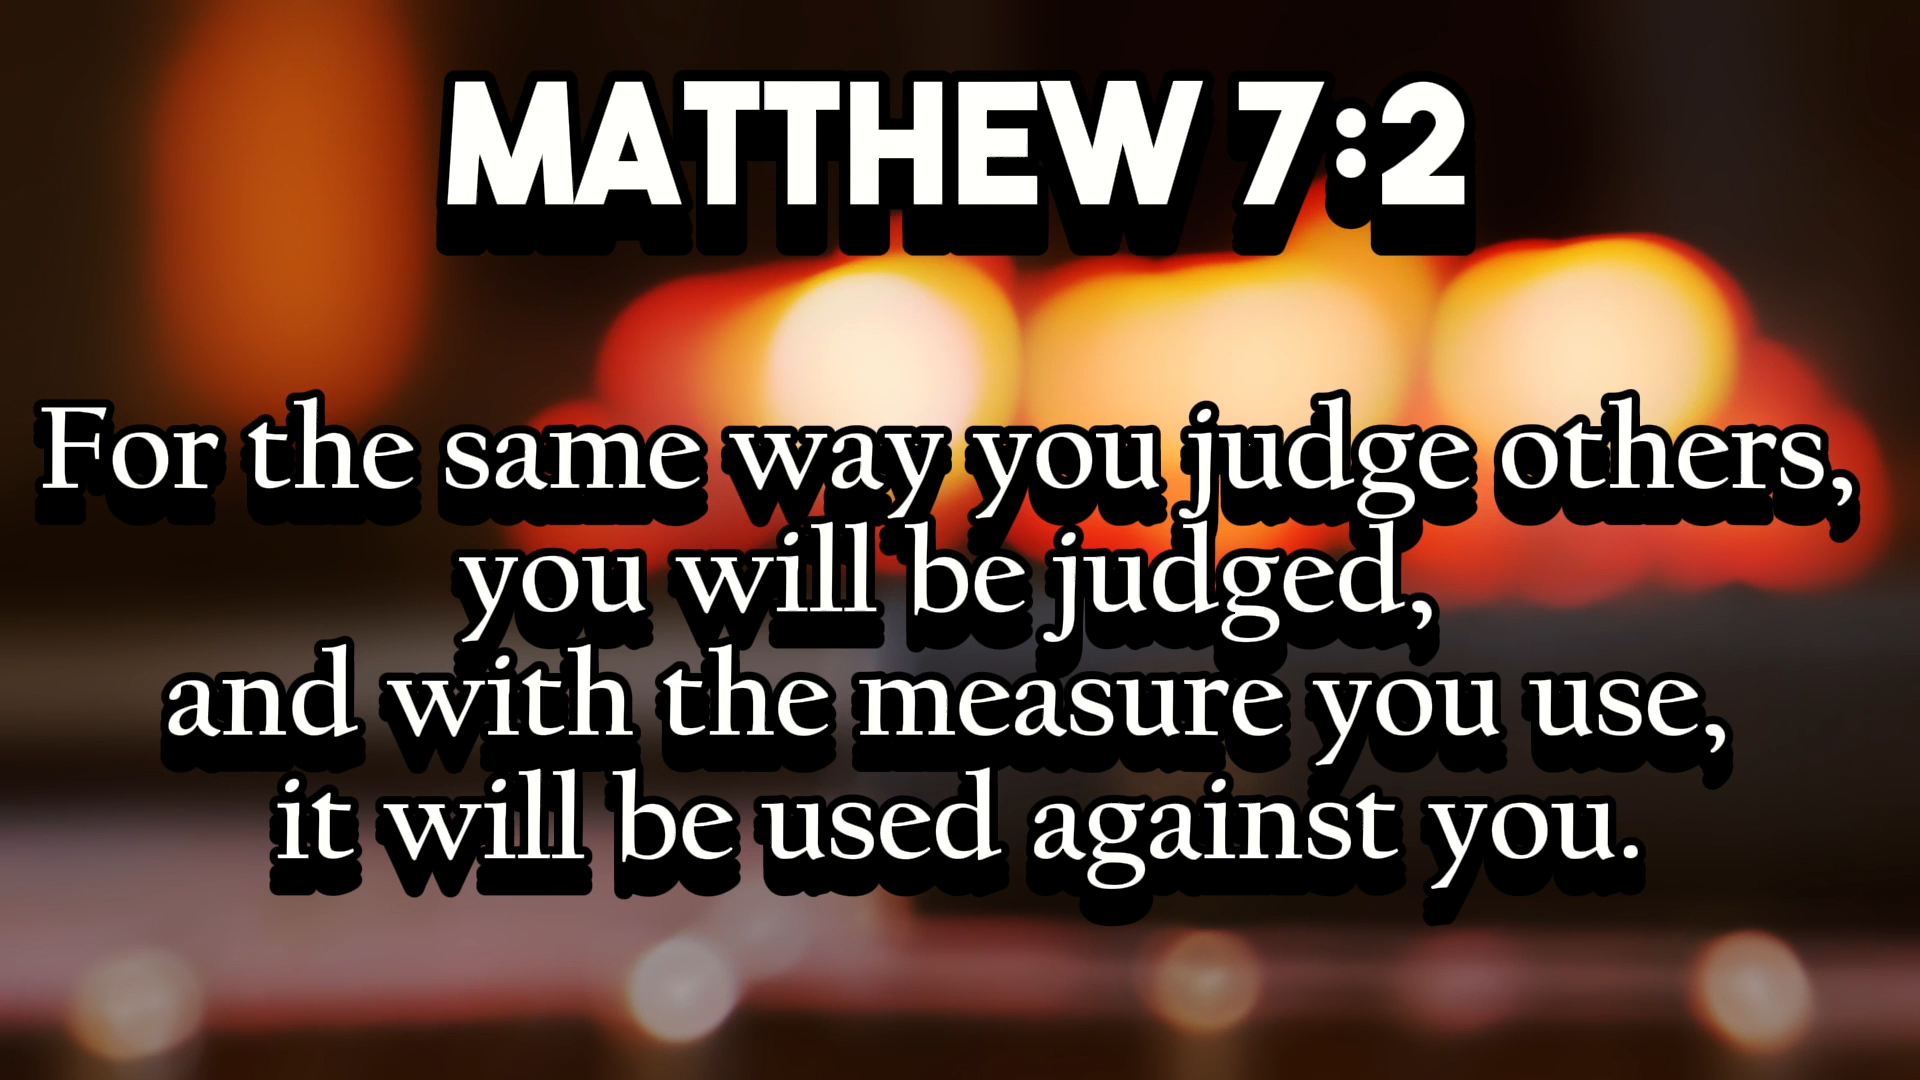 MATTHEW 7:2
For the same way you judge others,
you will be judged,
and with the measure you use,
it will be used against you.